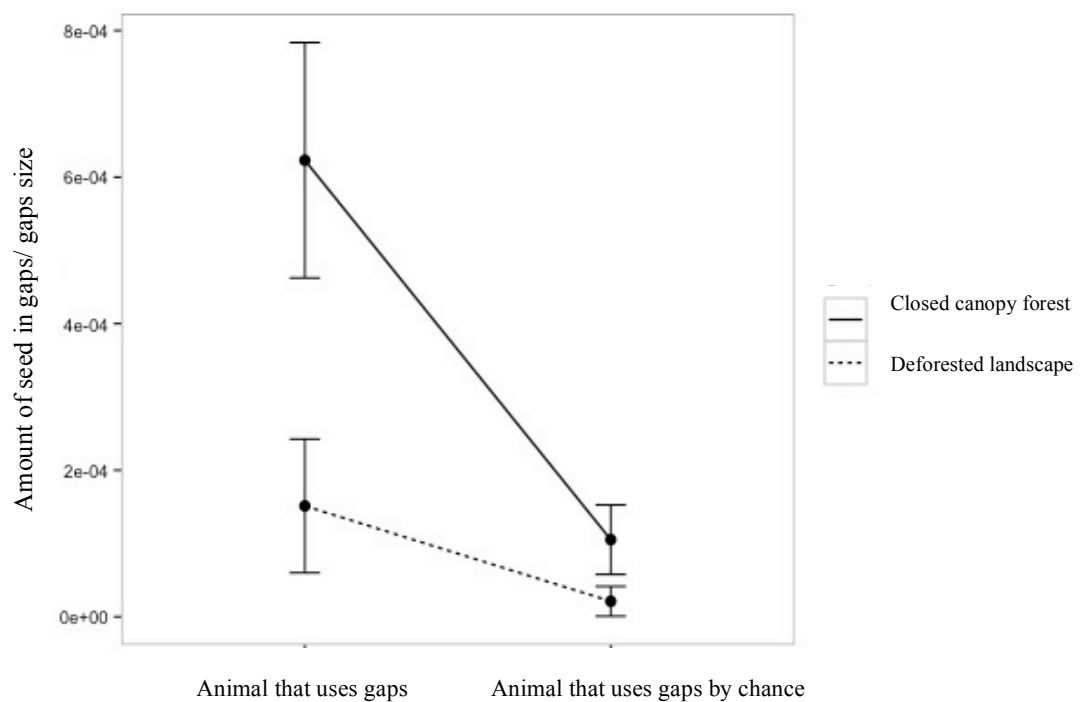 8e-04
6e-04
4e-04
2e-04
0e+00
Amount of seed in gaps/ gaps size
Animal that uses gaps
Animal that uses gaps by chance
Closed canopy forest
Deforested landscape